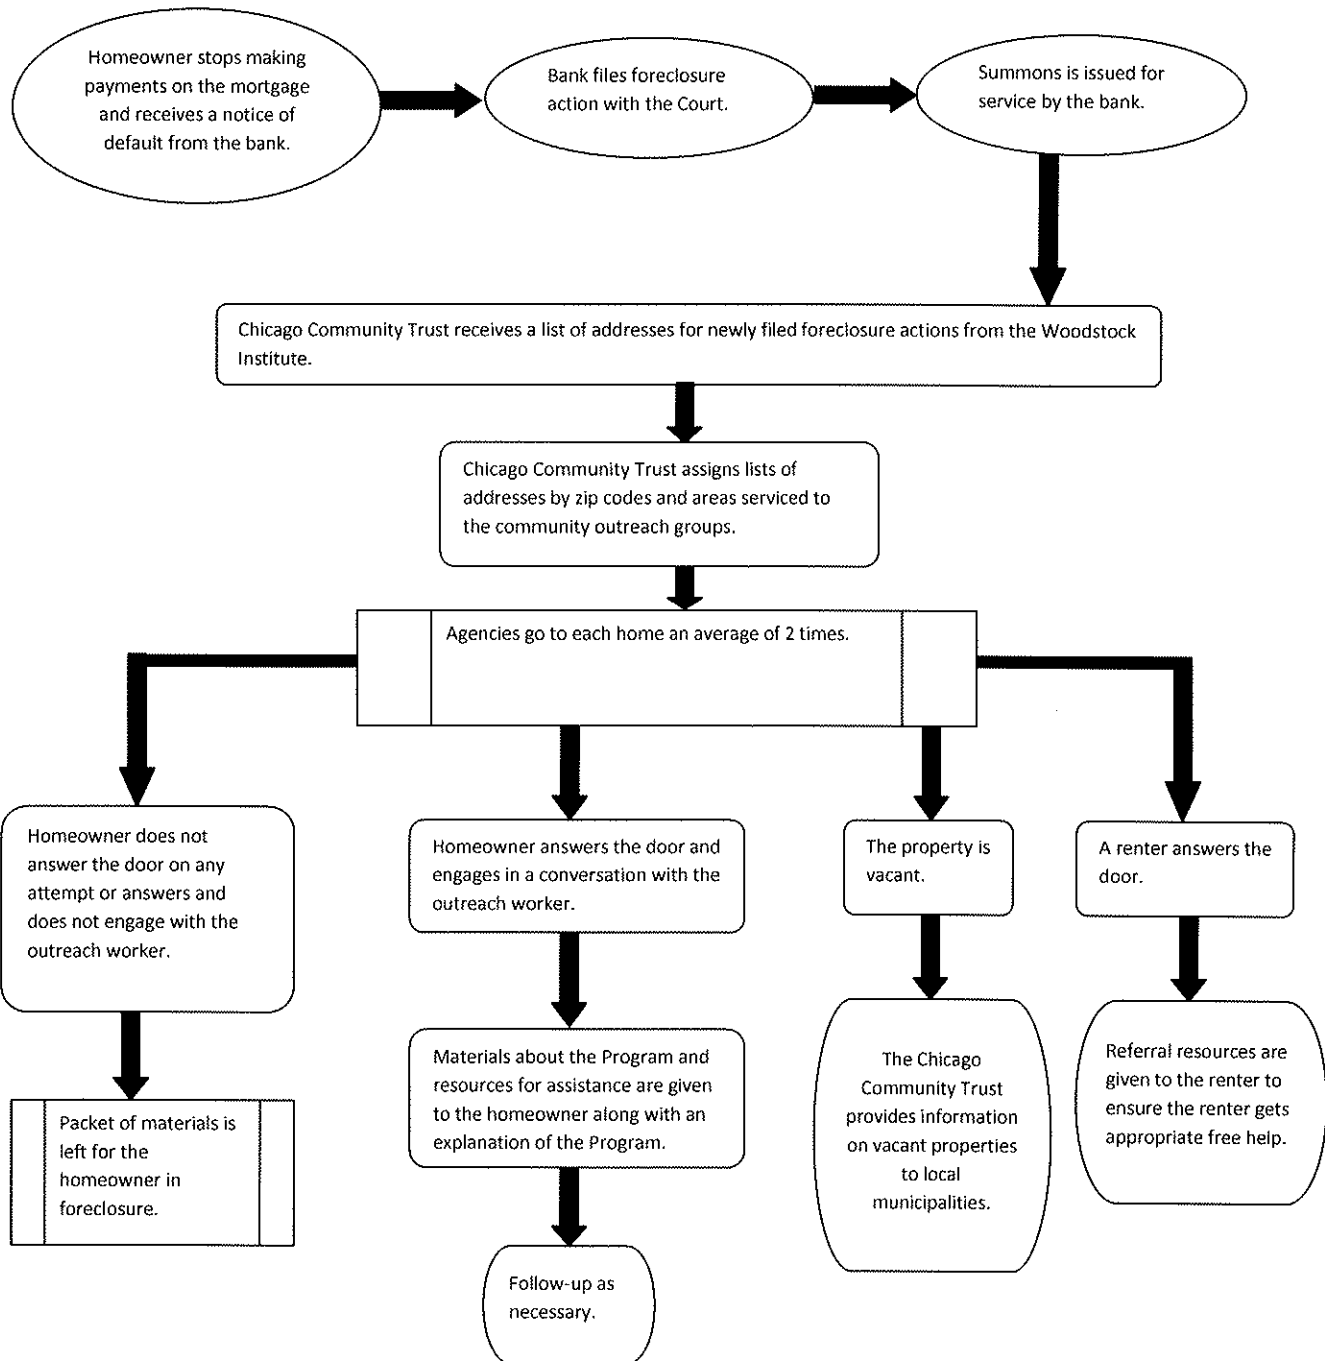 Homeowner stops making
payments on the mortgage
and receives a notice of
default from the bank.
Bank files foreclosure
action with the Court.
Summons is issued for
service by the bank.
Chicago Community Trust receives a list of addresses for newly filed foreclosure actions from the Woodstock
Institute.
Chicago Community Trust assigns lists of
addresses by zip codes and areas serviced to
the community outreach groups.
Agencies go to each home an average of 2 times.
Homeowner does not
answer the door on any
attempt or answers and
does not engage with the
outreach worker.
Homeowner answers the door and
engages in a conversation with the
outreach worker.
The property is
vacant.
A renter answers the
door.
Packet of materials is
left for the
homeowner in
foreclosure.
Materials about the Program and
resources for assistance are given
to the homeowner along with an
explanation of the Program.
The Chicago
Community Trust
provides information
on vacant properties
to local
municipalities.
Referral resources are
given to the renter to
ensure the renter gets
appropriate free help.
Follow-up as
necessary.